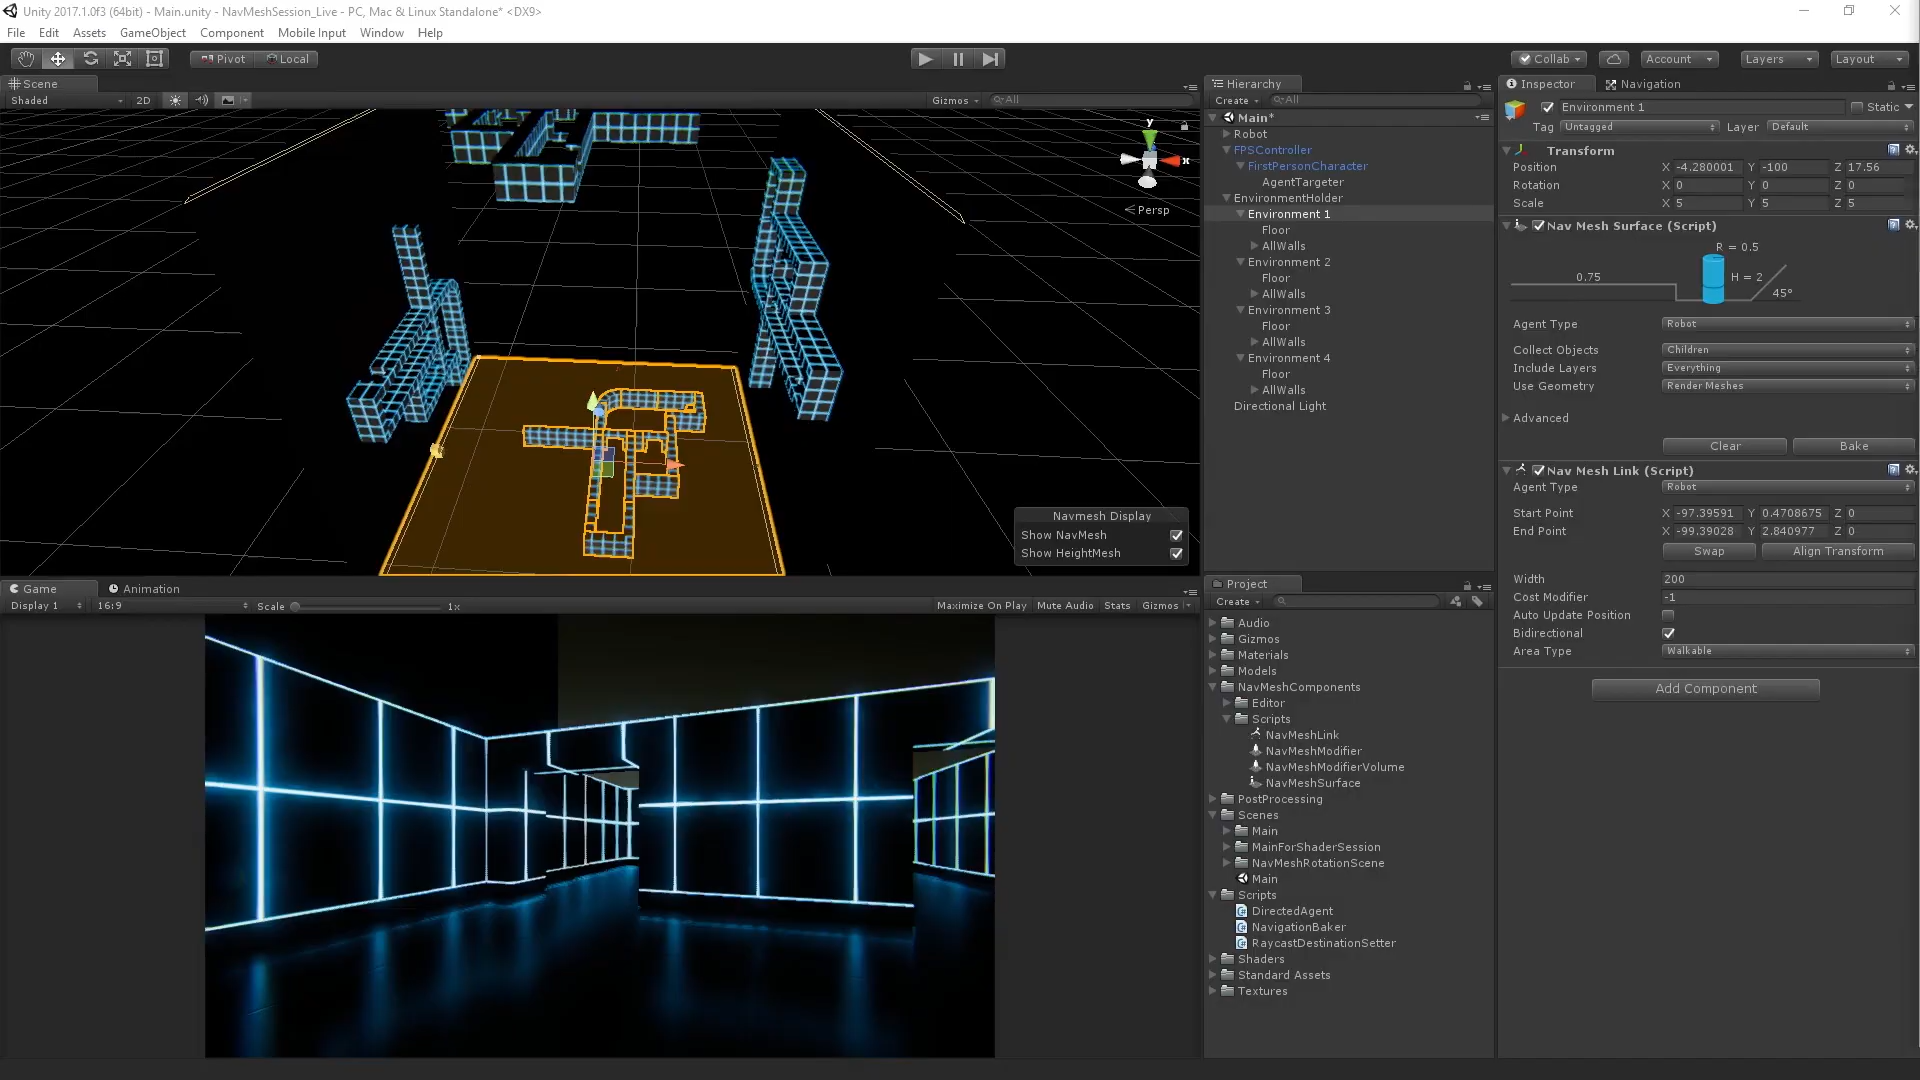 Unity 2017.1.0f3 (64bit) - Main.unity - NavMeshSession_Live - PC, Mac & Linux Standalone* <DX9>
File Edit Assets GameObject Component Mobile Input Window Help
Pivot Local
Collab Account Layers Layout
Scene
Shaded 2D Gizmos All
y
x
Persp
Navmesh Display
Show NavMesh
Show HeightMesh
Game Animation
Display 1 16:9 Scale 1x Maximize On Play Mute Audio Stats Gizmos
Hierarchy
Create All
Main*
Robot
FPSController
FirstPersonCharacter
AgentTargeter
EnvironmentHolder
Environment 1
Floor
AllWalls
Environment 2
Floor
AllWalls
Environment 3
Floor
AllWalls
Environment 4
Floor
AllWalls
Directional Light
Project
Create
Audio
Gizmos
Materials
Models
NavMeshComponents
Editor
Scripts
NavMeshLink
NavMeshModifier
NavMeshModifierVolume
NavMeshSurface
PostProcessing
Scenes
Main
MainForShaderSession
NavMeshRotationScene
Main
Scripts
DirectedAgent
NavigationBaker
RaycastDestinationSetter
Shaders
Standard Assets
Textures
Inspector Navigation
Environment 1 Static
Tag Untagged Layer Default
Transform
Position X -4.280001 Y -100 Z 17.56
Rotation X 0 Y 0 Z 0
Scale X 5 Y 5 Z 5
Nav Mesh Surface (Script)
R = 0.5
0.75 H = 2
45°
Agent Type Robot
Collect Objects Children
Include Layers Everything
Use Geometry Render Meshes
Advanced
Clear Bake
Nav Mesh Link (Script)
Agent Type Robot
Start Point X -97.39591 Y 0.4708675 Z 0
End Point X -99.39028 Y 2.840977 Z 0
Swap Align Transform
Width 200
Cost Modifier -1
Auto Update Position
Bidirectional
Area Type Walkable
Add Component